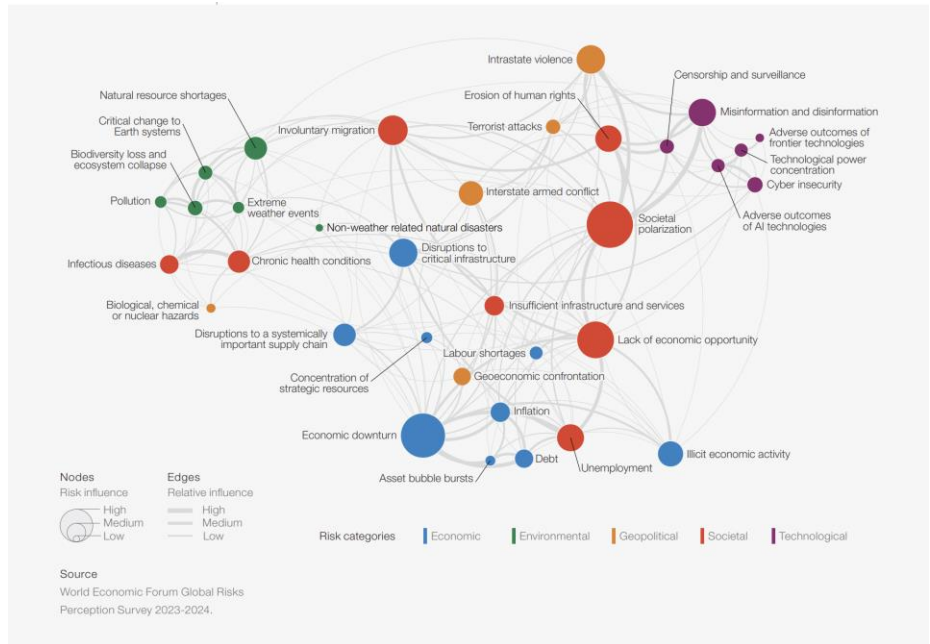 Intrastate violence
Censorship and surveillance
Natural resource shortages
Erosion of human rights
Misinformation and disinformation
Critical change to
Earth systems
Involuntary migration
Terrorist attacks
Adverse outcomes of
frontier technologies
Biodiversity loss and
ecosystem collapse
Technological power
concentration
Cyber insecurity
Pollution
Extreme
weather events
Interstate armed conflict
Adverse outcomes
of AI technologies
Non-weather related natural disasters
Societal
polarization
Disruptions to
critical infrastructure
Infectious diseases
Chronic health conditions
Biological, chemical
or nuclear hazards
Insufficient infrastructure and services
Disruptions to a systemically
important supply chain
Lack of economic opportunity
Labour shortages
Concentration of
strategic resources
Geoeconomic confrontation
Inflation
Economic downturn
Debt
Illicit economic activity
Unemployment
Asset bubble bursts
Nodes
Risk influence
High
Medium
Low
Edges
Relative influence
High
Medium
Low
Risk categories
Economic
Environmental
Geopolitical
Societal
Technological
Source
World Economic Forum Global Risks
Perception Survey 2023-2024.